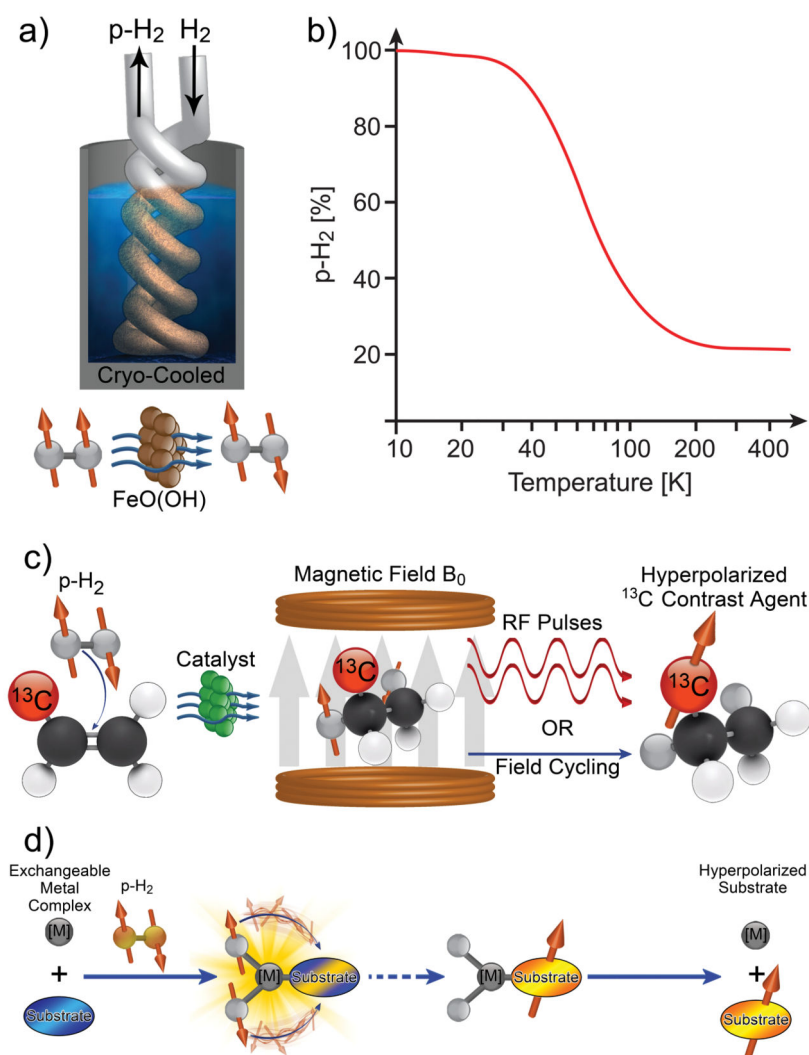 a)
p-H2 H2
Cryo-Cooled
FeO(OH)
b)
p-H2 [%]
100
80
60
40
20
10 20 40 100 200 400
Temperature [K]
c)
p-H2
13C
Catalyst
Magnetic Field B0
13C
RF Pulses
OR
Field Cycling
Hyperpolarized
13C Contrast Agent
13C
d)
Exchangeable
Metal
Complex
[M]
+
Substrate
p-H2
[M]
Substrate
[M]
Substrate
Hyperpolarized
Substrate
[M]
+
Substrate